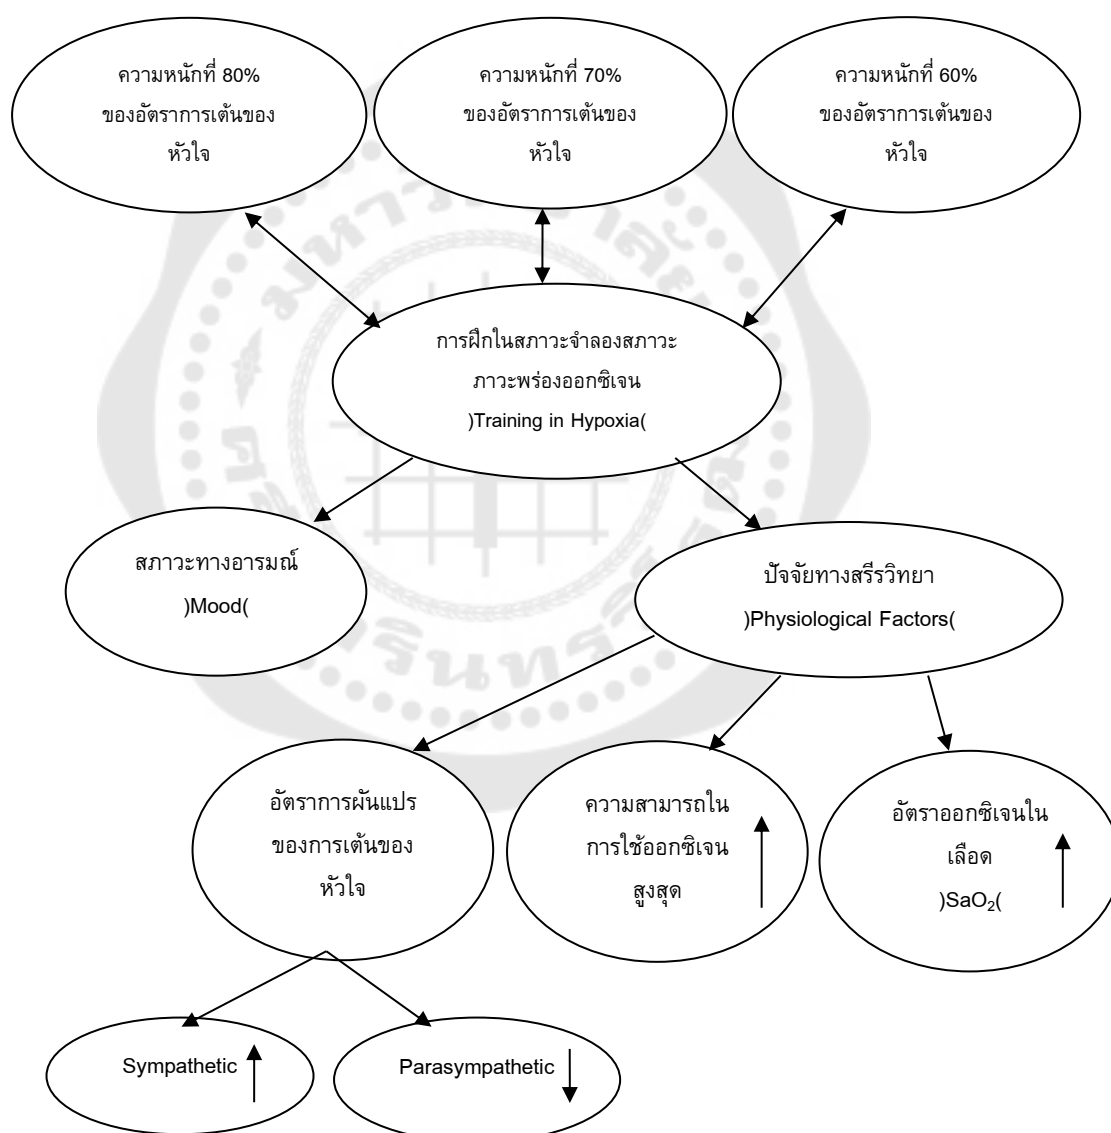 ความหนักที่ 80%
ของอัตราการเต้นของ
หัวใจ
ความหนักที่ 70%
ของอัตราการเต้นของ
หัวใจ
ความหนักที่ 60%
ของอัตราการเต้นของ
หัวใจ
การฝึกในสภาวะจำลองสภาวะ
ภาวะพร่องออกซิเจน
)Training in Hypoxia(
สภาวะทางอารมณ์
)Mood(
ปัจจัยทางสรีรวิทยา
)Physiological Factors(
อัตราการผันแปร
ของการเต้นของ
หัวใจ
ความสามารถใน
การใช้ออกซิเจน
สูงสุด
อัตราออกซิเจนใน
เลือด
)SaO₂(
Sympathetic
Parasympathetic